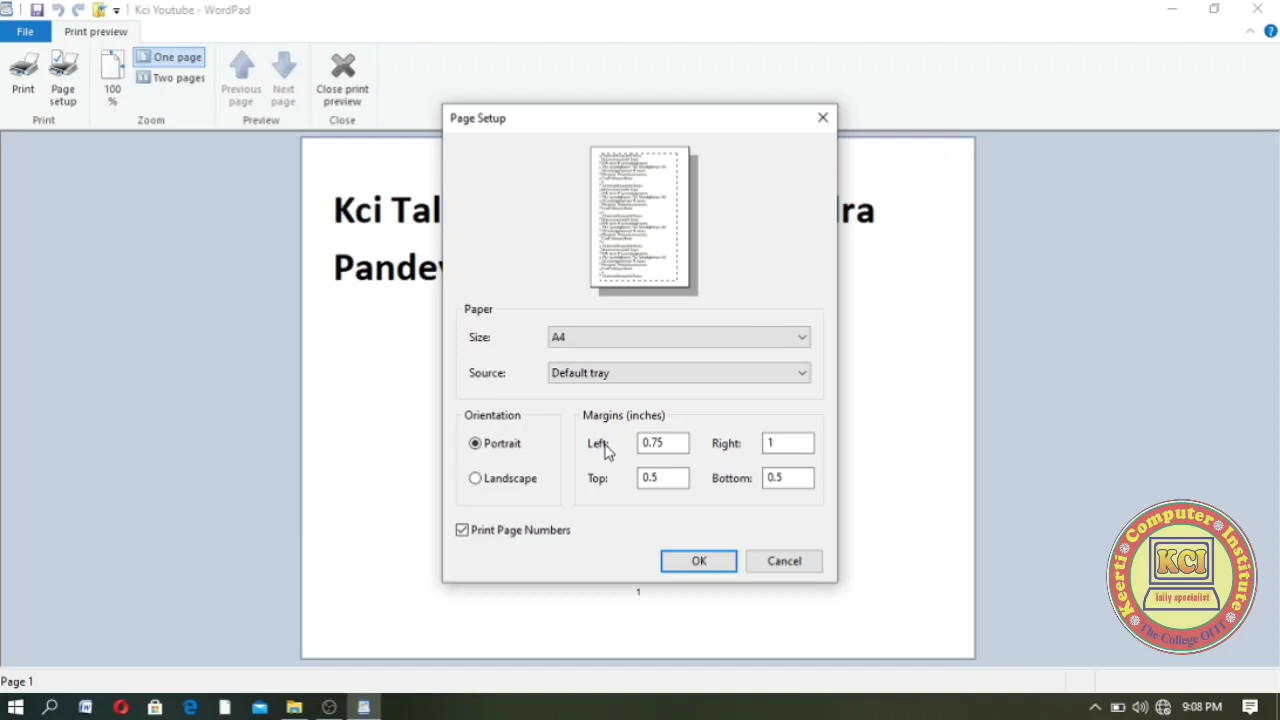 Kci Youtube - WordPad
File
Print preview
Print
Page setup
100 %
One page
Two pages
Previous page
Next page
Close print preview
Print
Zoom
Preview
Close
Page Setup
Kci Tal
ra
Pandey
Paper
Size:
A4
Source:
Default tray
Orientation
Portrait
Landscape
Margins (inches)
Left:
0.75
Right:
1
Top:
0.5
Bottom:
0.5
Print Page Numbers
OK
Cancel
1
Keerti Computer Institute
KCI
Tally specialist
The College Of IT
Page 1
9:08 PM